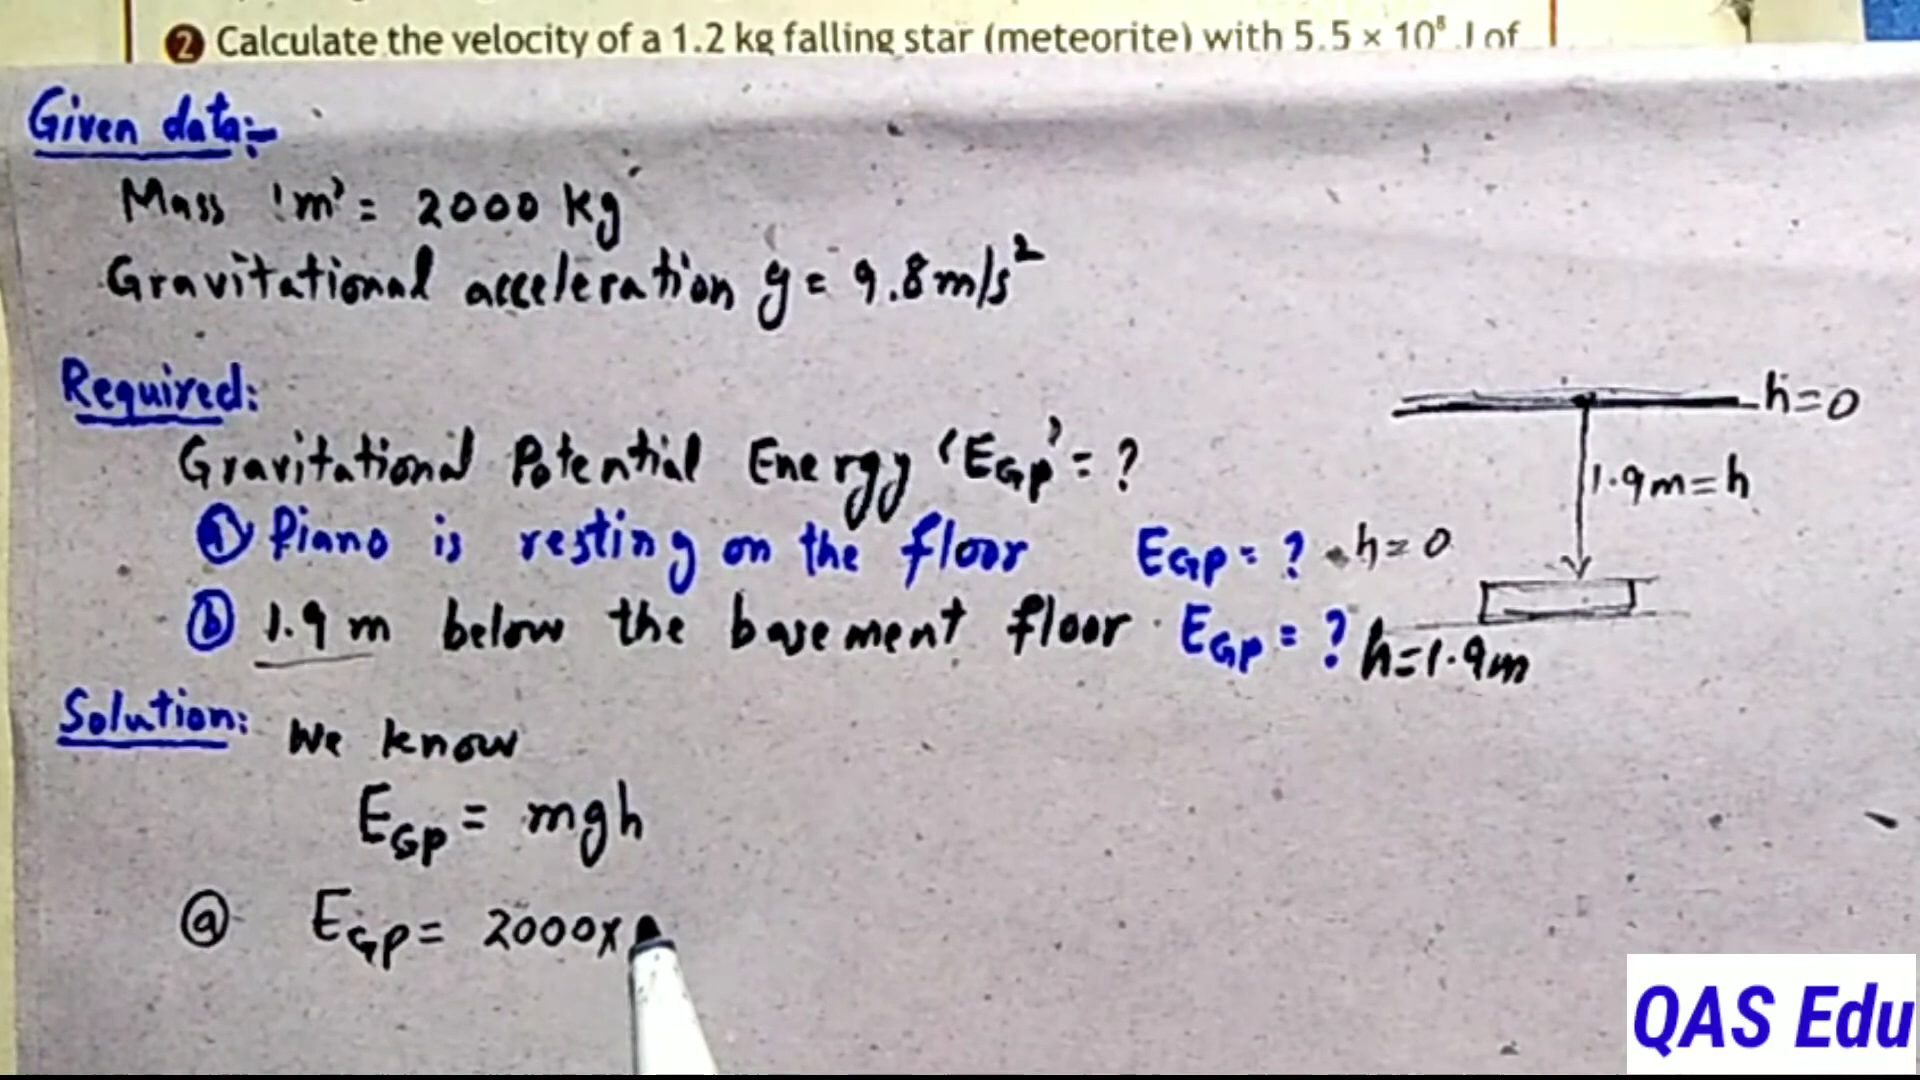 2 Calculate the velocity of a 1.2 kg falling star (meteorite) with 5.5 × 10⁸ J of
Given data:-
Mass 'm' = 2000 kg
Gravitational acceleration g = 9.8 m/s²
Required:
Gravitational Potential Energy 'EGP' = ?
ⓐ Piano is resting on the floor EGP = ? h = 0
ⓑ 1.9 m below the basement floor. EGP = ? h=1.9m
h=0
1.9m=h
Solution: We know
EGP = mgh
ⓐ EGP = 2000×
QAS Edu